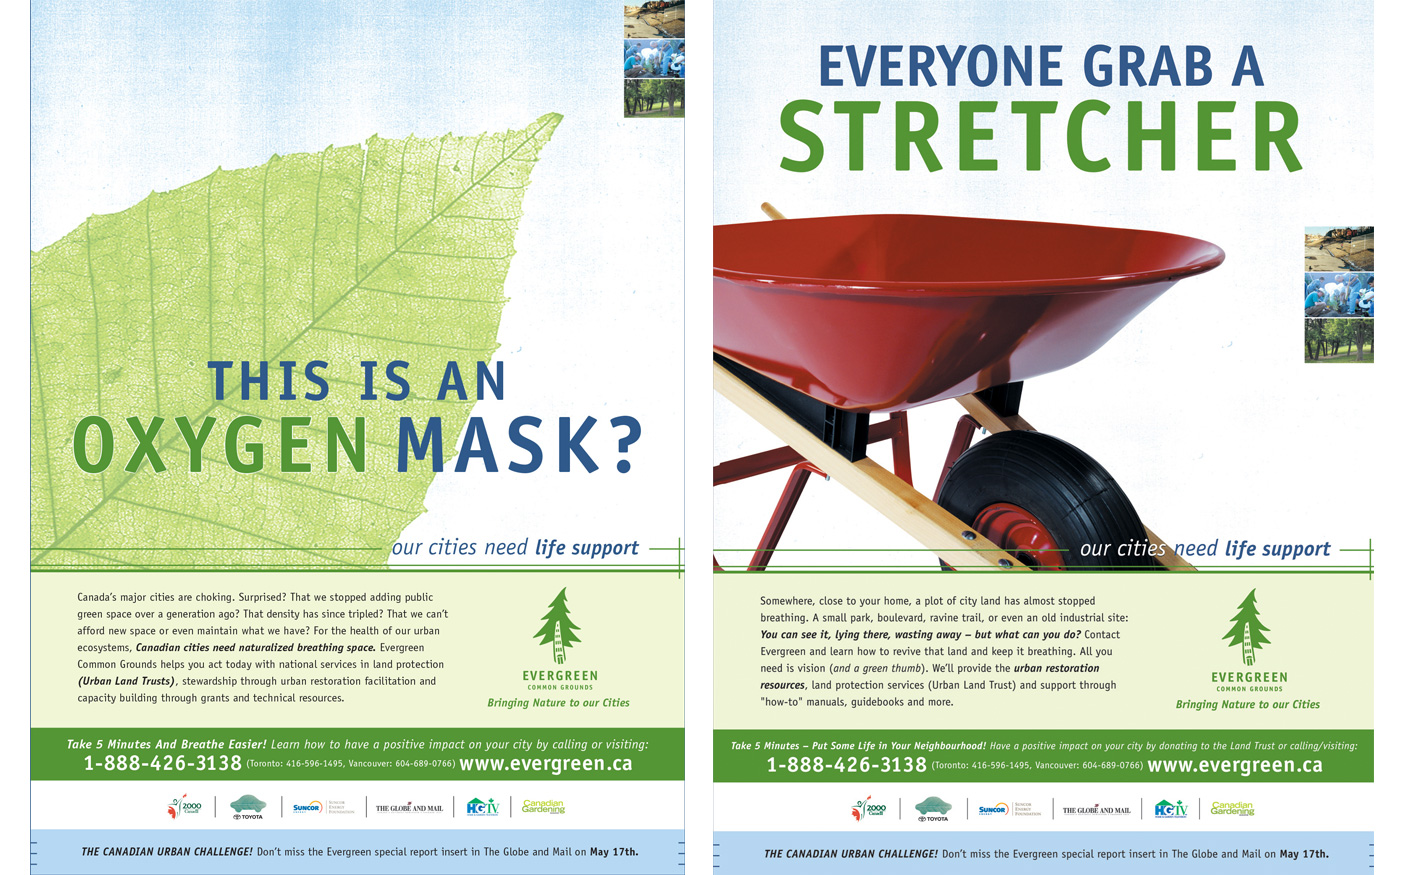 THIS IS AN
OXYGEN MASK?
our cities need life support
Canada's major cities are choking. Surprised? That we stopped adding public
green space over a generation ago? That density has since tripled? That we can't
afford new space or even maintain what we have? For the health of our urban
ecosystems, Canadian cities need naturalized breathing space. Evergreen
Common Grounds helps you act today with national services in land protection
(Urban Land Trusts), stewardship through urban restoration facilitation and
capacity building through grants and technical resources.
EVERGREEN
COMMON GROUNDS
Bringing Nature to our Cities
Take 5 Minutes And Breathe Easier! Learn how to have a positive impact on your city by calling or visiting:
1-888-426-3138 (Toronto: 416-596-1495, Vancouver: 604-689-0766) www.evergreen.ca
2000
Canada
TOYOTA
SUNCOR
ENERGY
SUNCOR
ENERGY
FOUNDATION
THE GLOBE AND MAIL
HGTV
Canadian
Gardening
THE CANADIAN URBAN CHALLENGE! Don't miss the Evergreen special report insert in The Globe and Mail on May 17th.
EVERYONE GRAB A
STRETCHER
our cities need life support
Somewhere, close to your home, a plot of city land has almost stopped
breathing. A small park, boulevard, ravine trail, or even an old industrial site:
You can see it, lying there, wasting away – but what can you do? Contact
Evergreen and learn how to revive that land and keep it breathing. All you
need is vision (and a green thumb). We'll provide the urban restoration
resources, land protection services (Urban Land Trust) and support through
"how-to" manuals, guidebooks and more.
EVERGREEN
COMMON GROUNDS
Bringing Nature to our Cities
Take 5 Minutes – Put Some Life in Your Neighbourhood! Have a positive impact on your city by donating to the Land Trust or calling/visiting:
1-888-426-3138 (Toronto: 416-596-1495, Vancouver: 604-689-0766) www.evergreen.ca
2000
Canada
TOYOTA
SUNCOR
ENERGY
SUNCOR
ENERGY
FOUNDATION
THE GLOBE AND MAIL
HGTV
Canadian
Gardening
THE CANADIAN URBAN CHALLENGE! Don't miss the Evergreen special report insert in The Globe and Mail on May 17th.